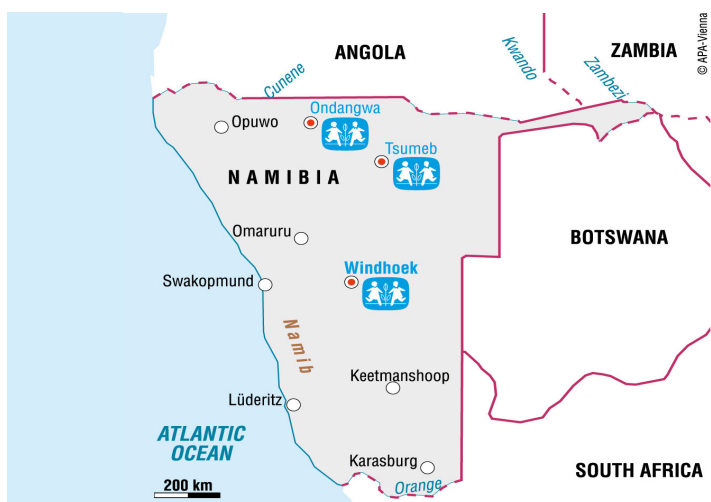 ANGOLA
ZAMBIA
© APA-Vienna
Kwando
Cunene
Zambezi
Ondangwa
Opuwo
Tsumeb
NAMIBIA
Omaruru
BOTSWANA
Windhoek
Swakopmund
Namib
Keetmanshoop
Lüderitz
ATLANTIC
OCEAN
Karasburg
SOUTH AFRICA
Orange
200 km